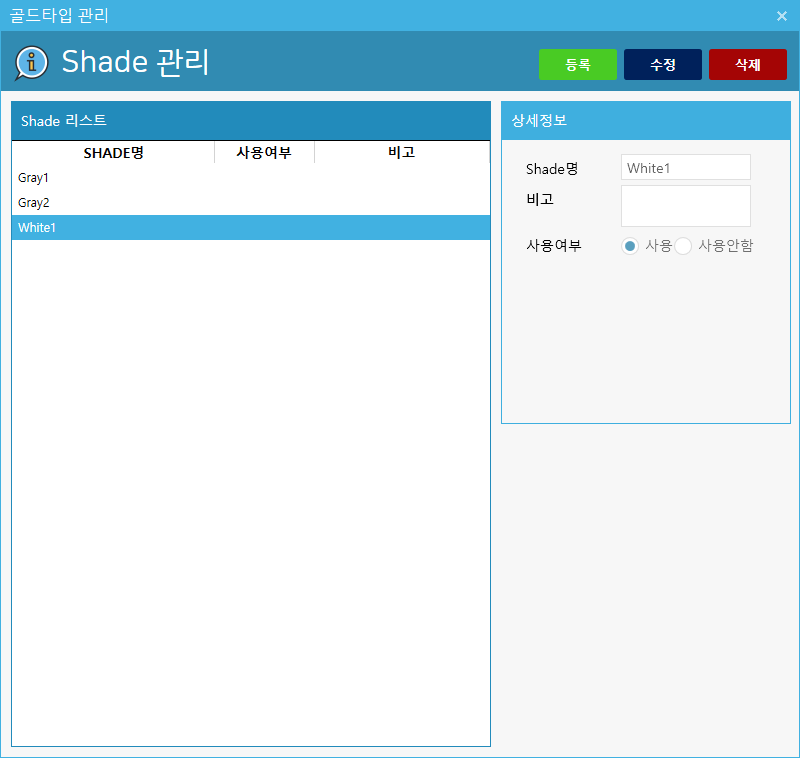 골드타입 관리
Shade 관리
등록 수정 삭제
Shade 리스트
SHADE명 사용여부 비고
Gray1
Gray2
White1
상세정보
Shade명 White1
비고
사용여부 사용 사용안함